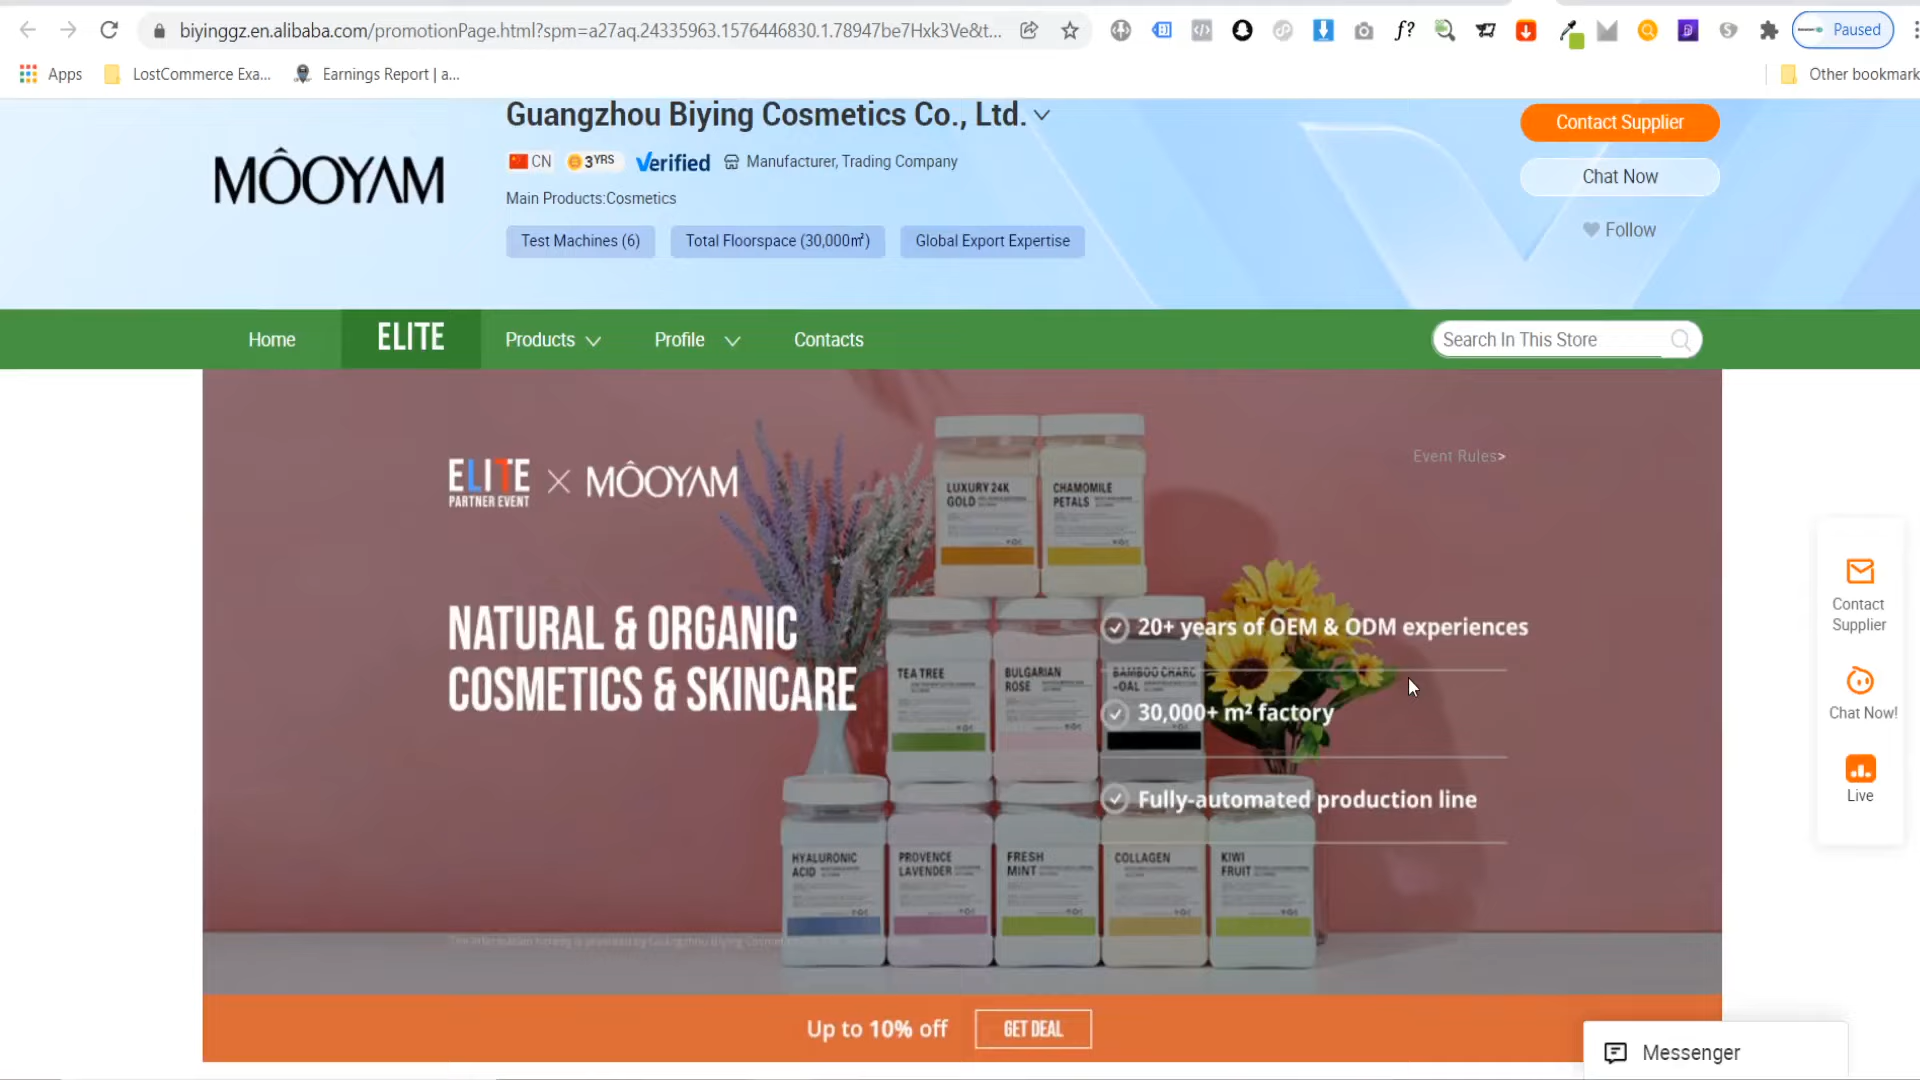 biyinggz.en.alibaba.com/promotionPage.html?spm=a27aq.24335963.1576446830.1.78947be7Hxk3Ve&t...
Paused
Apps
LostCommerce Exa...
Earnings Report | a...
Other bookmark
MÔOYAM
Guangzhou Biying Cosmetics Co., Ltd.
CN
3YRS
Verified
Manufacturer, Trading Company
Main Products:Cosmetics
Test Machines (6)
Total Floorspace (30,000㎡)
Global Export Expertise
Contact Supplier
Chat Now
Follow
Home
ELITE
Products
Profile
Contacts
Search In This Store
ELITE
PARTNER EVENT
MÔOYAM
Event Rules>
NATURAL & ORGANIC
COSMETICS & SKINCARE
20+ years of OEM & ODM experiences
30,000+ m² factory
Fully-automated production line
LUXURY 24K
GOLD
CHAMOMILE
PETALS
TEA TREE
BULGARIAN
ROSE
BAMBOO CHARC
-OAL
HYALURONIC
ACID
PROVENCE
LAVENDER
FRESH
MINT
COLLAGEN
KIWI
FRUIT
Up to 10% off
GET DEAL
Contact
Supplier
Chat Now!
Live
Messenger